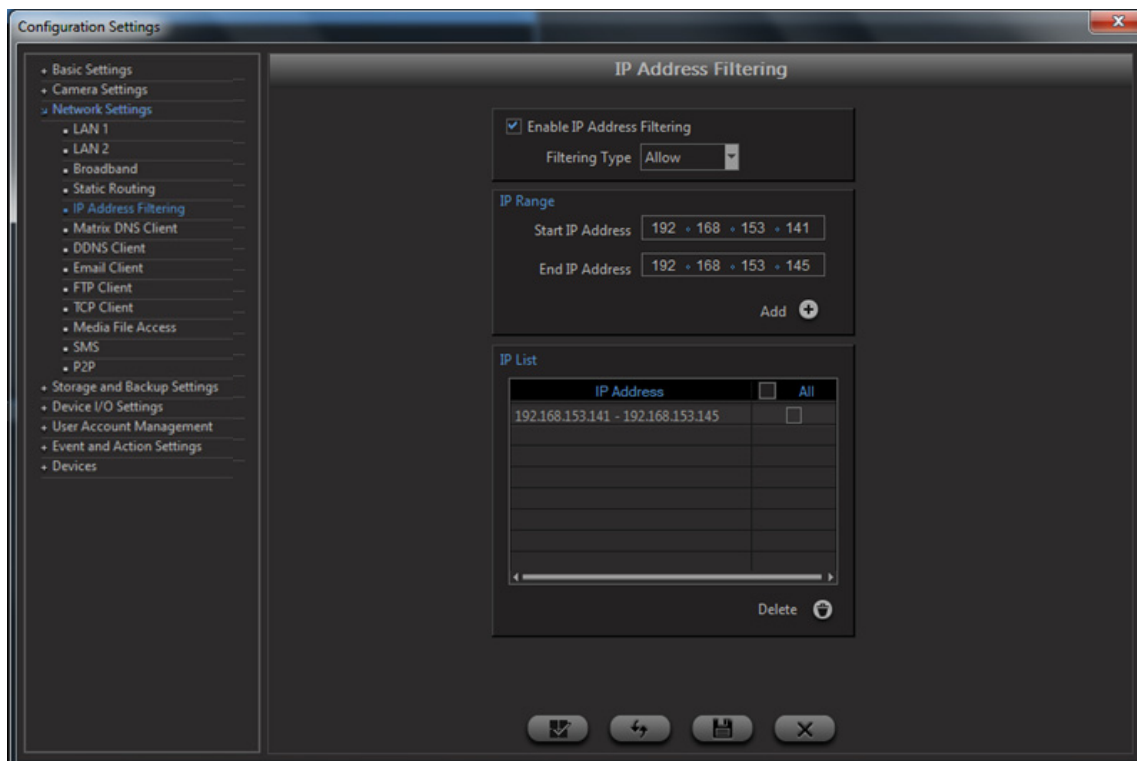 Configuration Settings
Basic Settings
Camera Settings
Network Settings
LAN 1
LAN 2
Broadband
Static Routing
IP Address Filtering
Matrix DNS Client
DDNS Client
Email Client
FTP Client
TCP Client
Media File Access
SMS
P2P
Storage and Backup Settings
Device I/O Settings
User Account Management
Event and Action Settings
Devices
IP Address Filtering
Enable IP Address Filtering
Filtering Type Allow
IP Range
Start IP Address 192 168 153 141
End IP Address 192 168 153 145
Add
IP List
IP Address All
192.168.153.141 - 192.168.153.145
Delete